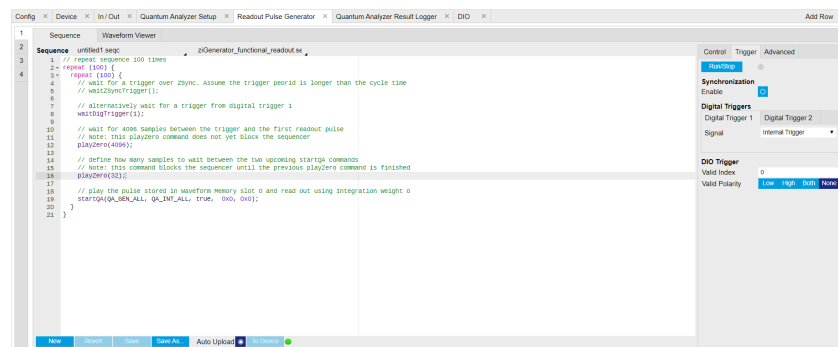 Config × Device × In / Out × Quantum Analyzer Setup × Readout Pulse Generator × Quantum Analyzer Result Logger × DIO × Add Row
1 Sequence Waveform Viewer
2 Sequence untitled1.seqc ziGenerator_functional_readout.se
3
4
1 // repeat sequence 100 times
2 repeat (100) {
3 repeat (100) {
4 // wait for a trigger over ZSync. Assume the trigger peorid is longer than the cycle time
5 // waitZSyncTrigger();
6
7 // alternatively wait for a trigger from digital trigger 1
8 waitDigTrigger(1);
9
10 // wait for 4096 Samples between the trigger and the first readout pulse
11 // Note: this playZero command does not yet block the sequencer
12 playZero(4096);
13
14 // define how many samples to wait between the two upcoming startQA commands
15 // Note: this command blocks the sequencer until the previous playZero command is finished
16 playZero(32);
17
18 // play the pulse stored in Waveform Memory slot 0 and read out using Integration Weight 0
19 startQA(QA_GEN_ALL, QA_INT_ALL, true, 0x0, 0x0);
20 }
21 }
New Revert Save Save As... Auto Upload To Device
Control Trigger Advanced
Run/Stop
Synchronization
Enable
Digital Triggers
Digital Trigger 1 Digital Trigger 2
Signal Internal Trigger
DIO Trigger
Valid Index 0
Valid Polarity Low High Both None